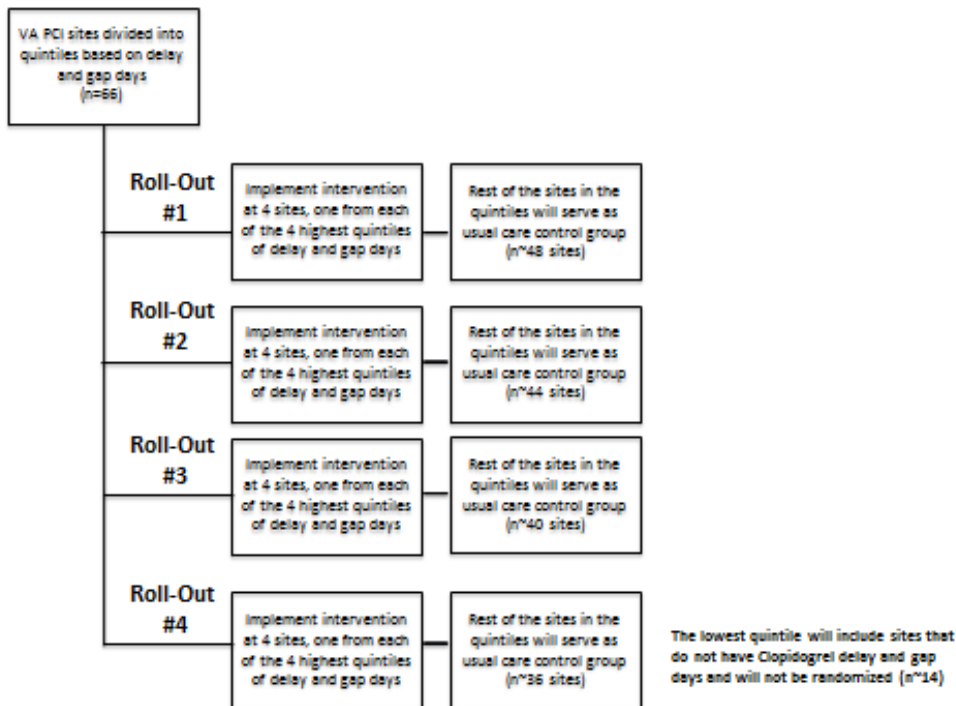 VA PCI sites divided into
quintiles based on delay
and gap days
(n=66)
Roll-Out
#1
Implement intervention
at 4 sites, one from each
of the 4 highest quintiles
of delay and gap days
Rest of the sites in the
quintiles will serve as
usual care control group
(n~48 sites)
Roll-Out
#2
Implement intervention
at 4 sites, one from each
of the 4 highest quintiles
of delay and gap days
Rest of the sites in the
quintiles will serve as
usual care control group
(n~44 sites)
Roll-Out
#3
Implement intervention
at 4 sites, one from each
of the 4 highest quintiles
of delay and gap days
Rest of the sites in the
quintiles will serve as
usual care control group
(n~40 sites)
Roll-Out
#4
Implement intervention
at 4 sites, one from each
of the 4 highest quintiles
of delay and gap days
Rest of the sites in the
quintiles will serve as
usual care control group
(n~36 sites)
The lowest quintile will include sites that
do not have Clopidogrel delay and gap
days and will not be randomized (n~14)